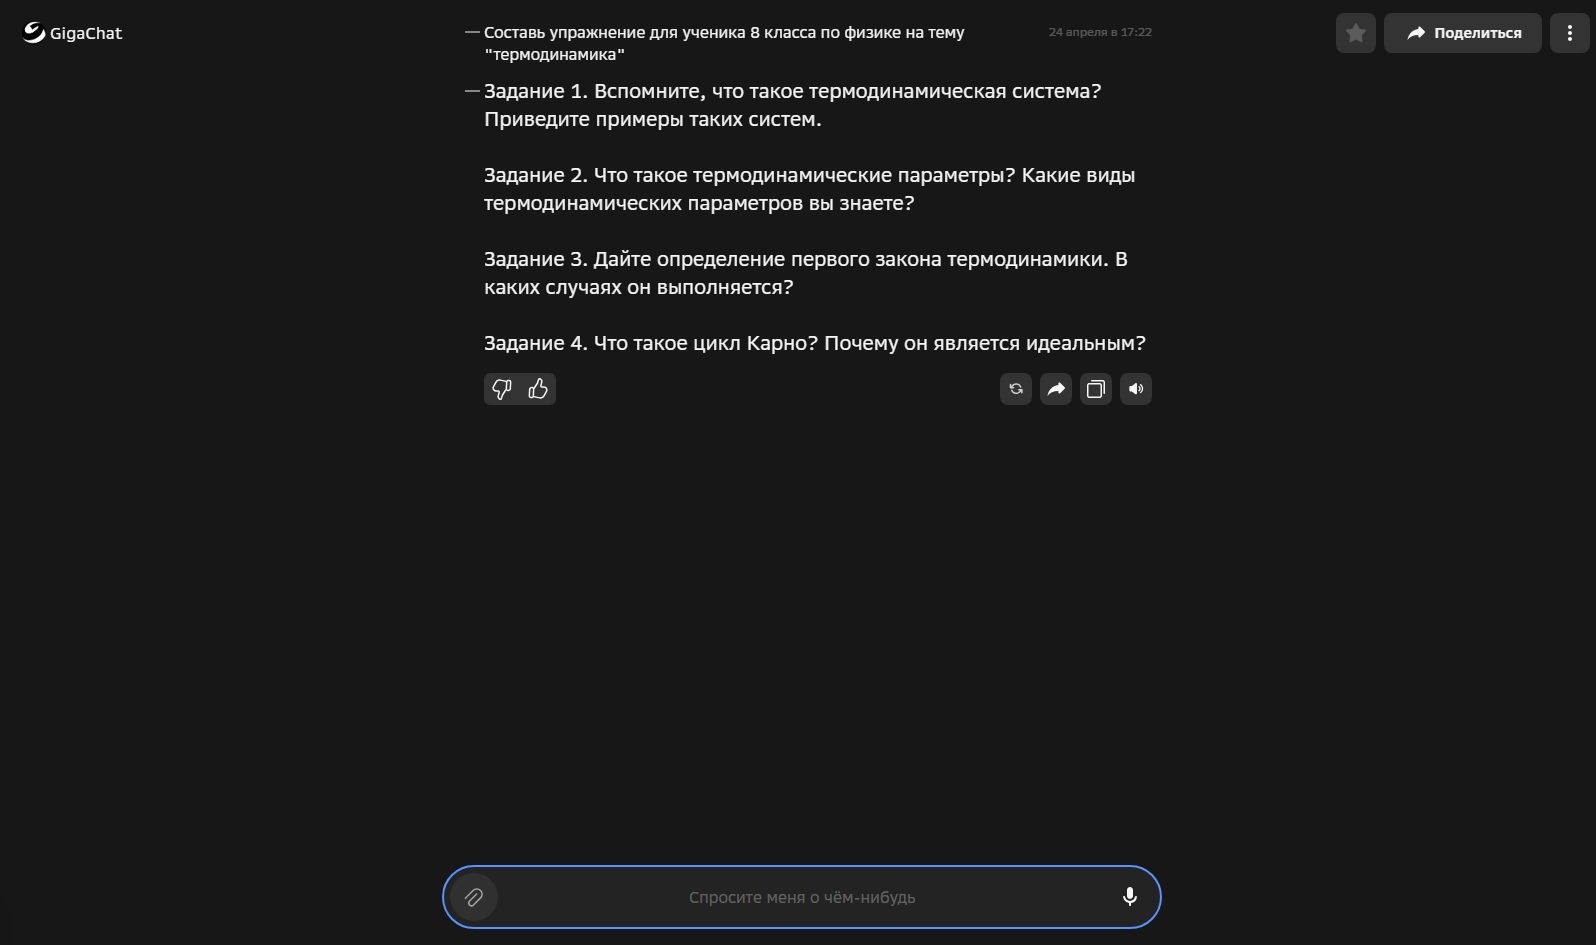 GigaChat
— Составь упражнение для ученика 8 класса по физике на тему
"термодинамика"
24 апреля в 17:22
Поделиться
— Задание 1. Вспомните, что такое термодинамическая система?
Приведите примеры таких систем.
Задание 2. Что такое термодинамические параметры? Какие виды
термодинамических параметров вы знаете?
Задание 3. Дайте определение первого закона термодинамики. В
каких случаях он выполняется?
Задание 4. Что такое цикл Карно? Почему он является идеальным?
Спросите меня о чём-нибудь